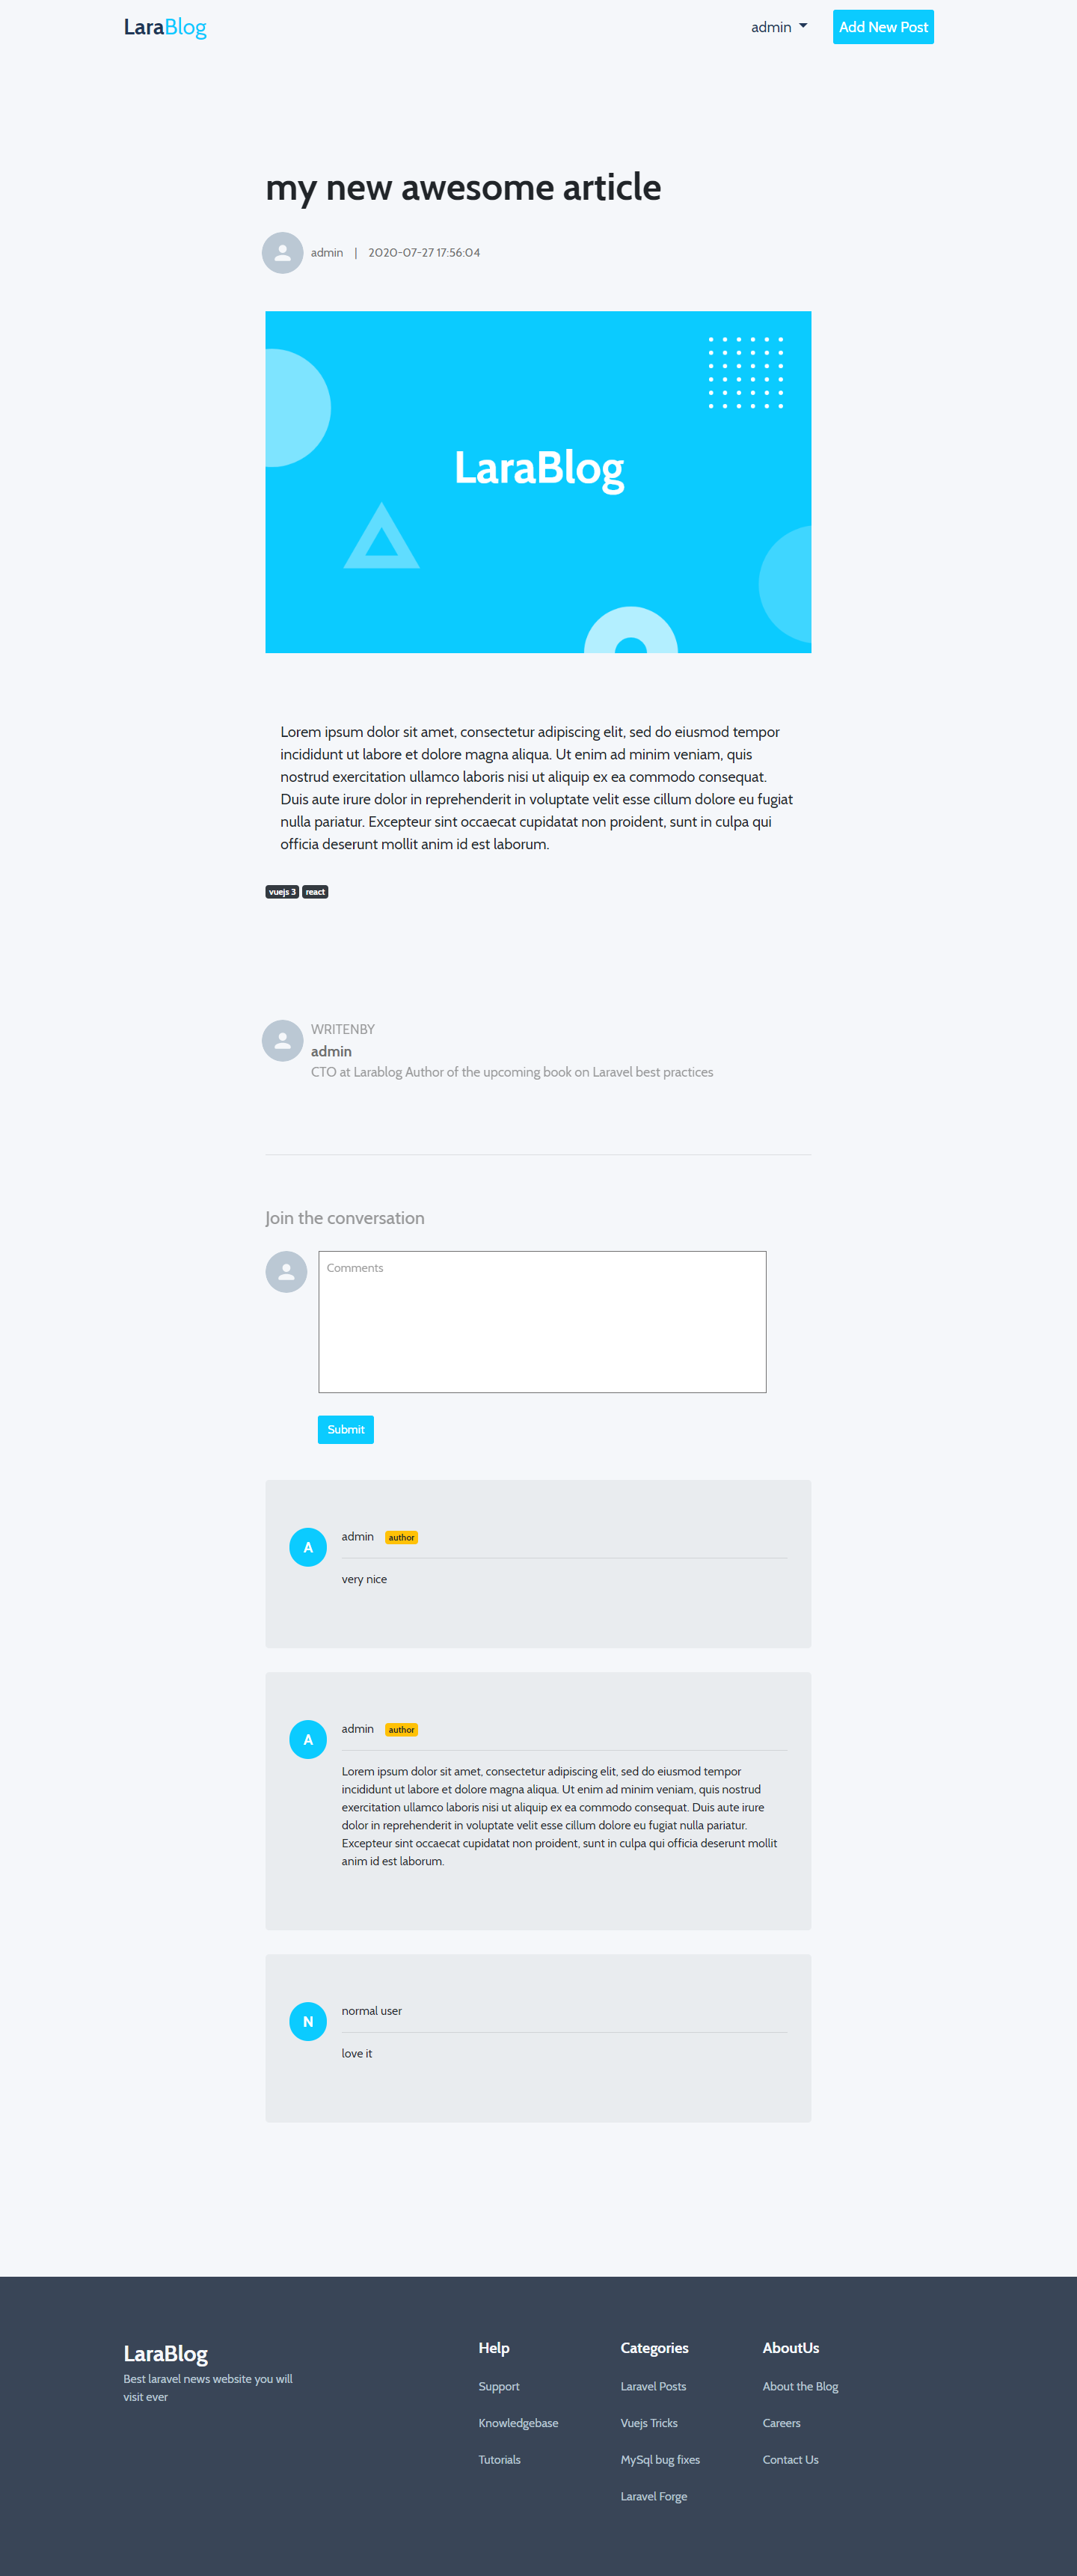 LaraBlog
admin
Add New Post
my new awesome article
admin | 2020-07-27 17:56:04
LaraBlog
Lorem ipsum dolor sit amet, consectetur adipiscing elit, sed do eiusmod tempor
incididunt ut labore et dolore magna aliqua. Ut enim ad minim veniam, quis
nostrud exercitation ullamco laboris nisi ut aliquip ex ea commodo consequat.
Duis aute irure dolor in reprehenderit in voluptate velit esse cillum dolore eu fugiat
nulla pariatur. Excepteur sint occaecat cupidatat non proident, sunt in culpa qui
officia deserunt mollit anim id est laborum.
vuejs 3 react
WRITENBY
admin
CTO at Larablog Author of the upcoming book on Laravel best practices
Join the conversation
Comments
Submit
A
admin author
very nice
A
admin author
Lorem ipsum dolor sit amet, consectetur adipiscing elit, sed do eiusmod tempor
incididunt ut labore et dolore magna aliqua. Ut enim ad minim veniam, quis nostrud
exercitation ullamco laboris nisi ut aliquip ex ea commodo consequat. Duis aute irure
dolor in reprehenderit in voluptate velit esse cillum dolore eu fugiat nulla pariatur.
Excepteur sint occaecat cupidatat non proident, sunt in culpa qui officia deserunt mollit
anim id est laborum.
N
normal user
love it
LaraBlog
Best laravel news website you will
visit ever
Help
Support
Knowledgebase
Tutorials
Categories
Laravel Posts
Vuejs Tricks
MySql bug fixes
Laravel Forge
AboutUs
About the Blog
Careers
Contact Us